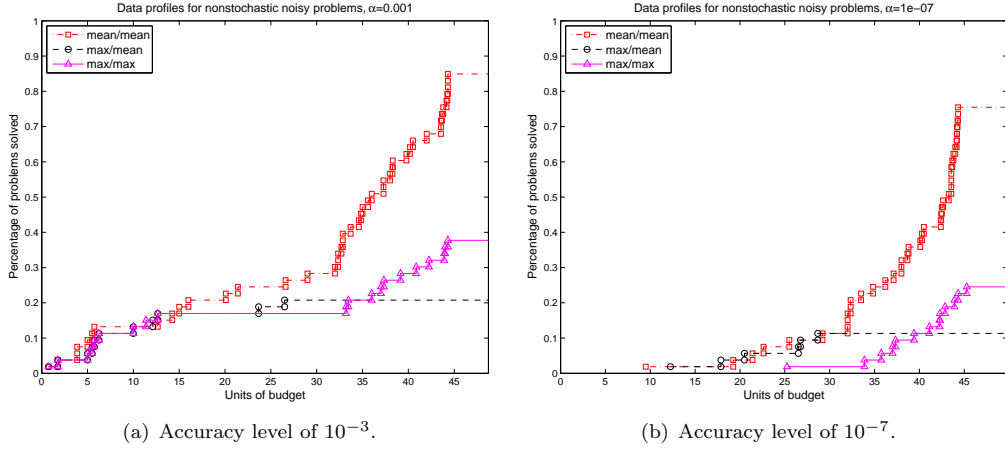 Data profiles for nonstochastic noisy problems, α=0.001
mean/mean
max/mean
max/max
Percentage of problems solved
1
0.9
0.8
0.7
0.6
0.5
0.4
0.3
0.2
0.1
0
0 5 10 15 20 25 30 35 40 45
Units of budget
(a) Accuracy level of 10⁻³.
Data profiles for nonstochastic noisy problems, α=1e−07
mean/mean
max/mean
max/max
Percentage of problems solved
1
0.9
0.8
0.7
0.6
0.5
0.4
0.3
0.2
0.1
0
0 5 10 15 20 25 30 35 40 45
Units of budget
(b) Accuracy level of 10⁻⁷.